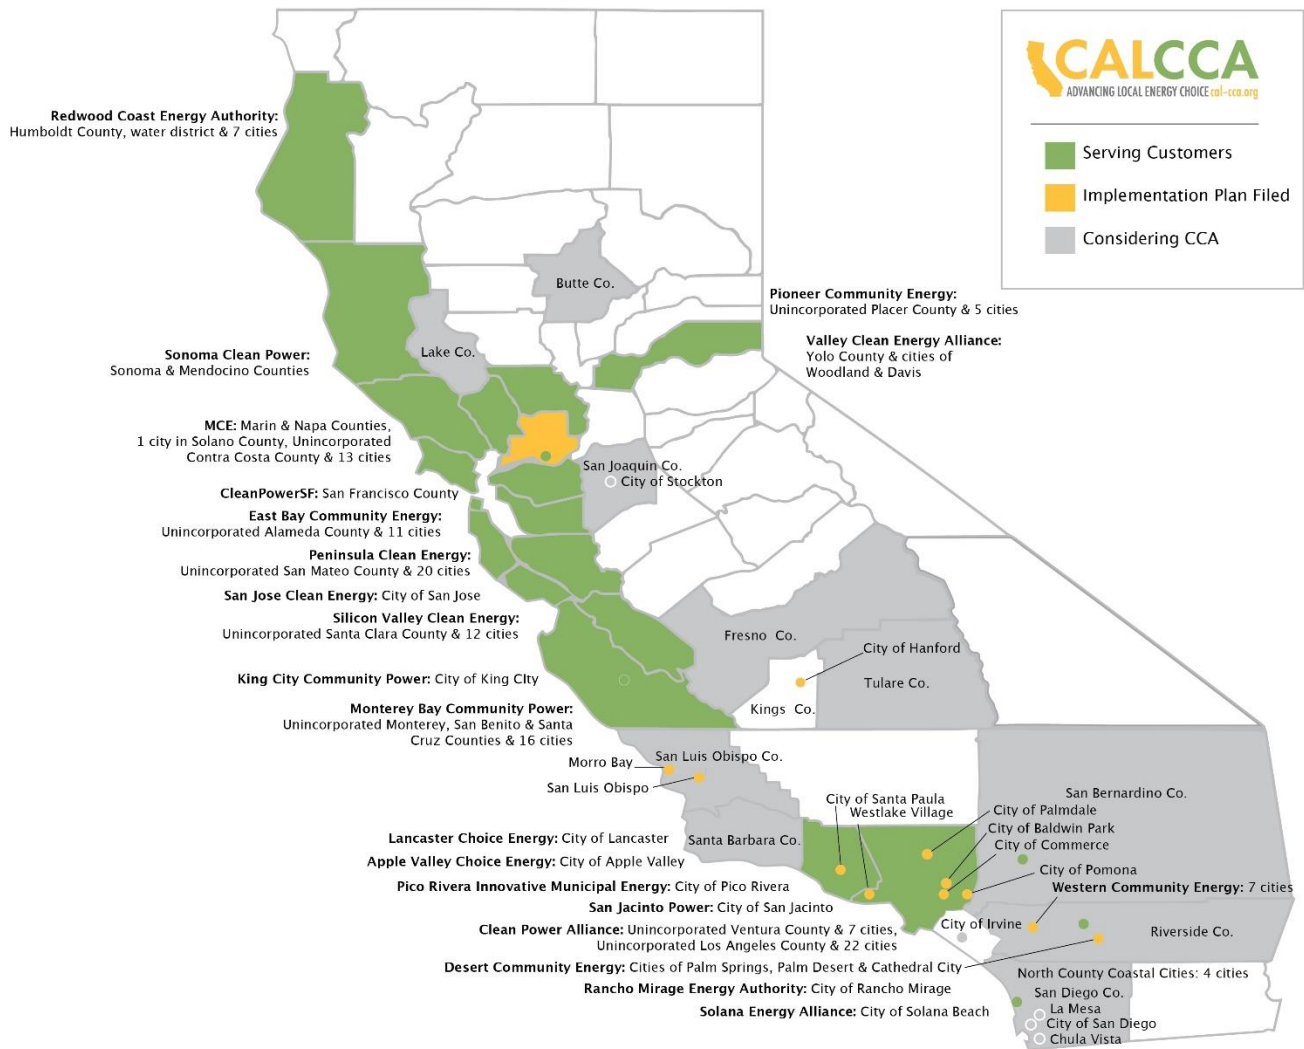 CALCCA
ADVANCING LOCAL ENERGY CHOICE cal-cca.org
Serving Customers
Implementation Plan Filed
Considering CCA
Redwood Coast Energy Authority:
Humboldt County, water district & 7 cities
Butte Co.
Pioneer Community Energy:
Unincorporated Placer County & 5 cities
Valley Clean Energy Alliance:
Yolo County & cities of
Woodland & Davis
Lake Co.
Sonoma Clean Power:
Sonoma & Mendocino Counties
MCE: Marin & Napa Counties,
1 city in Solano County, Unincorporated
Contra Costa County & 13 cities
San Joaquin Co.
City of Stockton
CleanPowerSF: San Francisco County
East Bay Community Energy:
Unincorporated Alameda County & 11 cities
Peninsula Clean Energy:
Unincorporated San Mateo County & 20 cities
San Jose Clean Energy: City of San Jose
Silicon Valley Clean Energy:
Unincorporated Santa Clara County & 12 cities
Fresno Co.
City of Hanford
Tulare Co.
Kings Co.
King City Community Power: City of King CIty
Monterey Bay Community Power:
Unincorporated Monterey, San Benito & Santa
Cruz Counties & 16 cities
Morro Bay
San Luis Obispo Co.
San Luis Obispo
City of Santa Paula
Westlake Village
San Bernardino Co.
City of Palmdale
City of Baldwin Park
City of Commerce
City of Pomona
Western Community Energy: 7 cities
Santa Barbara Co.
Lancaster Choice Energy: City of Lancaster
Apple Valley Choice Energy: City of Apple Valley
Pico Rivera Innovative Municipal Energy: City of Pico Rivera
San Jacinto Power: City of San Jacinto
City of Irvine
Riverside Co.
Clean Power Alliance: Unincorporated Ventura County & 7 cities,
Unincorporated Los Angeles County & 22 cities
Desert Community Energy: Cities of Palm Springs, Palm Desert & Cathedral City
North County Coastal Cities: 4 cities
Rancho Mirage Energy Authority: City of Rancho Mirage
San Diego Co.
La Mesa
Solana Energy Alliance: City of Solana Beach
City of San Diego
Chula Vista